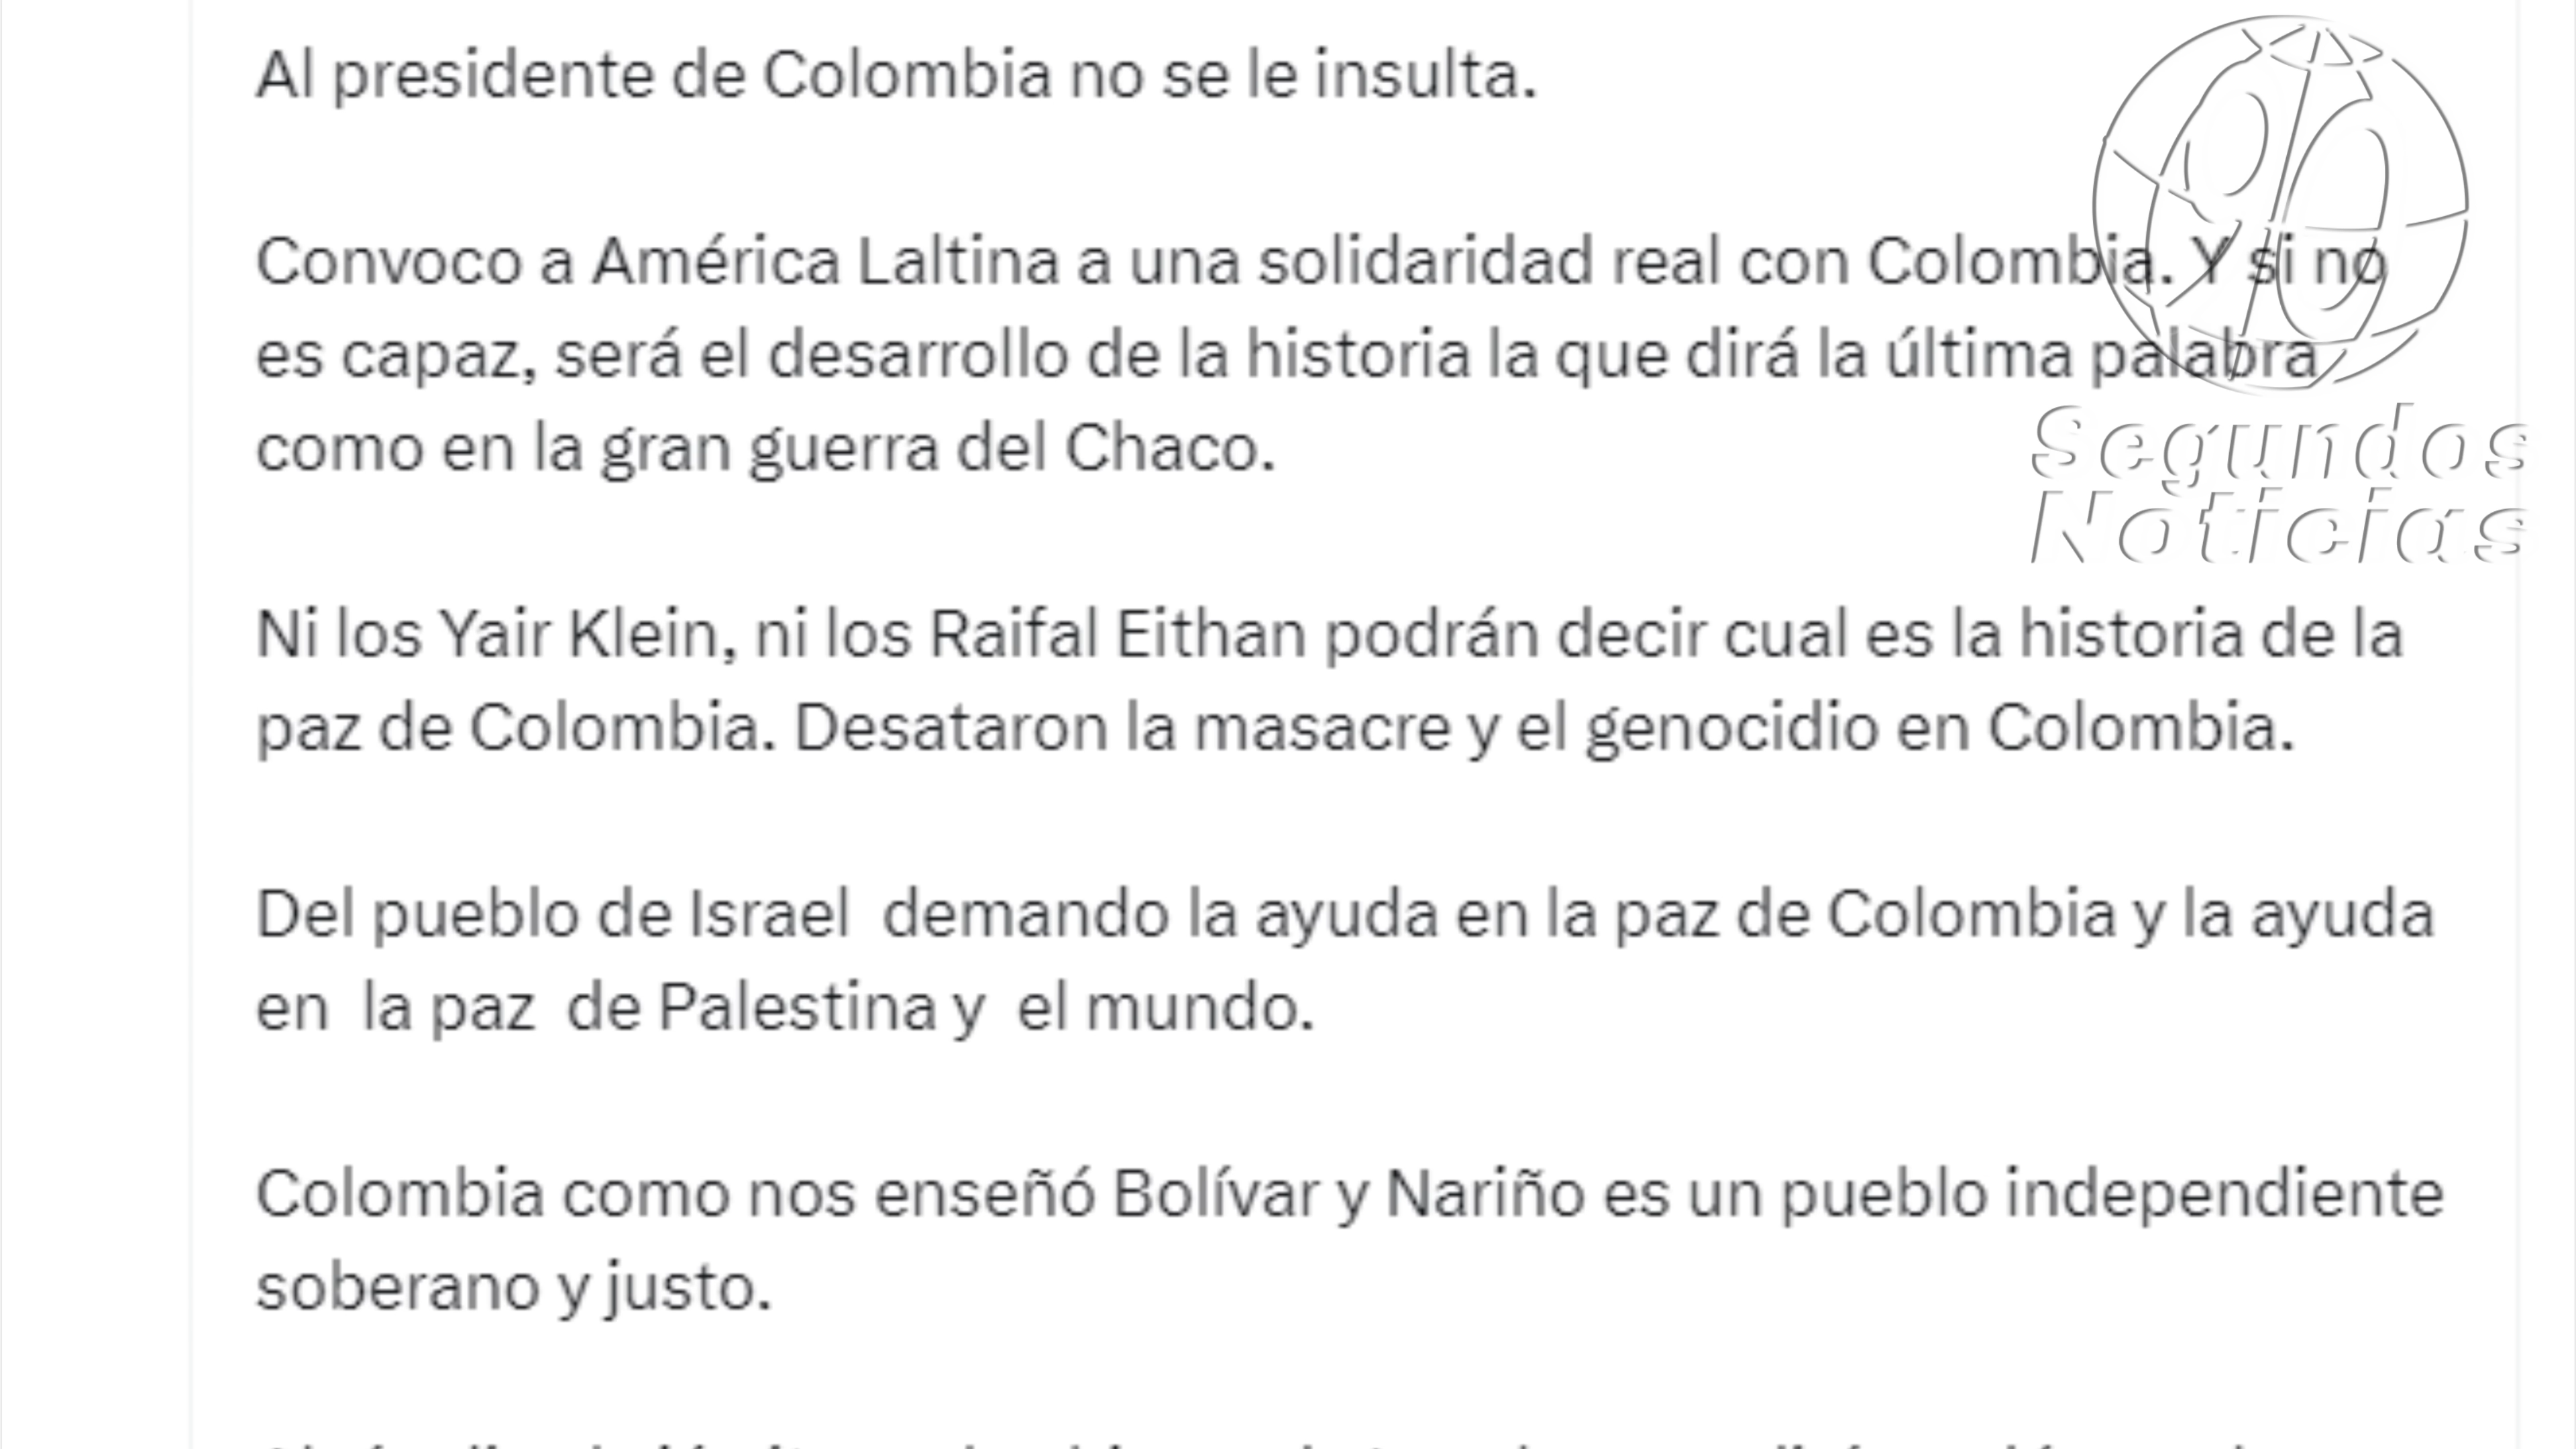 Al presidente de Colombia no se le insulta.
Convoco a América Laltina a una solidaridad real con Colombia. Y si no
es capaz, será el desarrollo de la historia la que dirá la última palabra
como en la gran guerra del Chaco.
Ni los Yair Klein, ni los Raifal Eithan podrán decir cual es la historia de la
paz de Colombia. Desataron la masacre y el genocidio en Colombia.
Del pueblo de Israel  demando la ayuda en la paz de Colombia y la ayuda
en  la paz  de Palestina y  el mundo.
Colombia como nos enseñó Bolívar y Nariño es un pueblo independiente
soberano y justo.
90
Segundos
Noticias